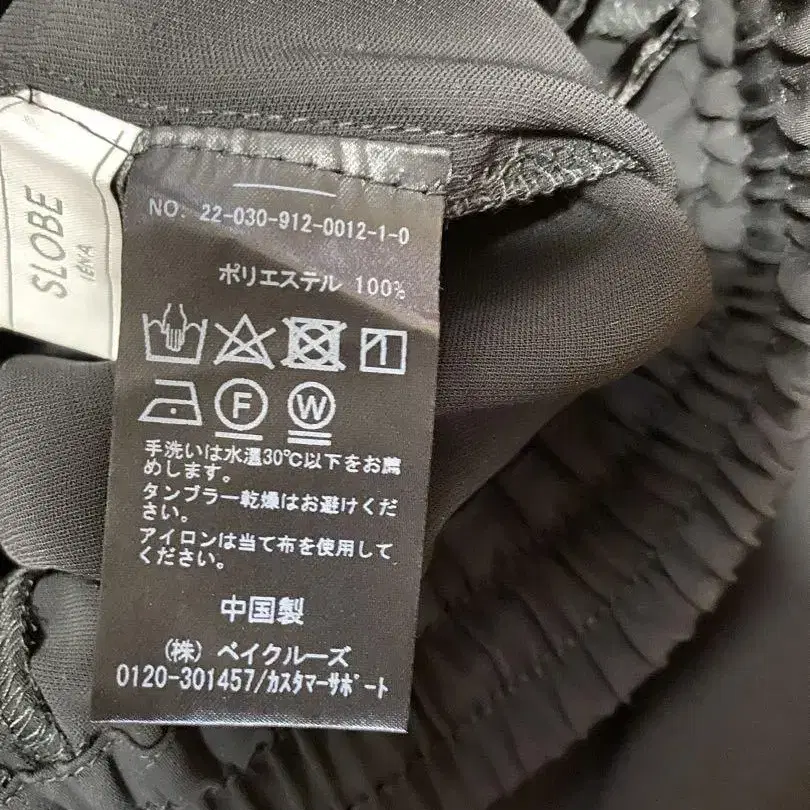 SLOBE
IÉNA
NO: 22-030-912-0012-1-0
ポリエステル 100%
F
W
手洗いは水温30℃以下をお薦
めします。
タンブラー乾燥はお避けくだ
さい。
アイロンは当て布を使用して
ください。
中国製
(株) ベイクルーズ
0120-301457/カスタマーサポート